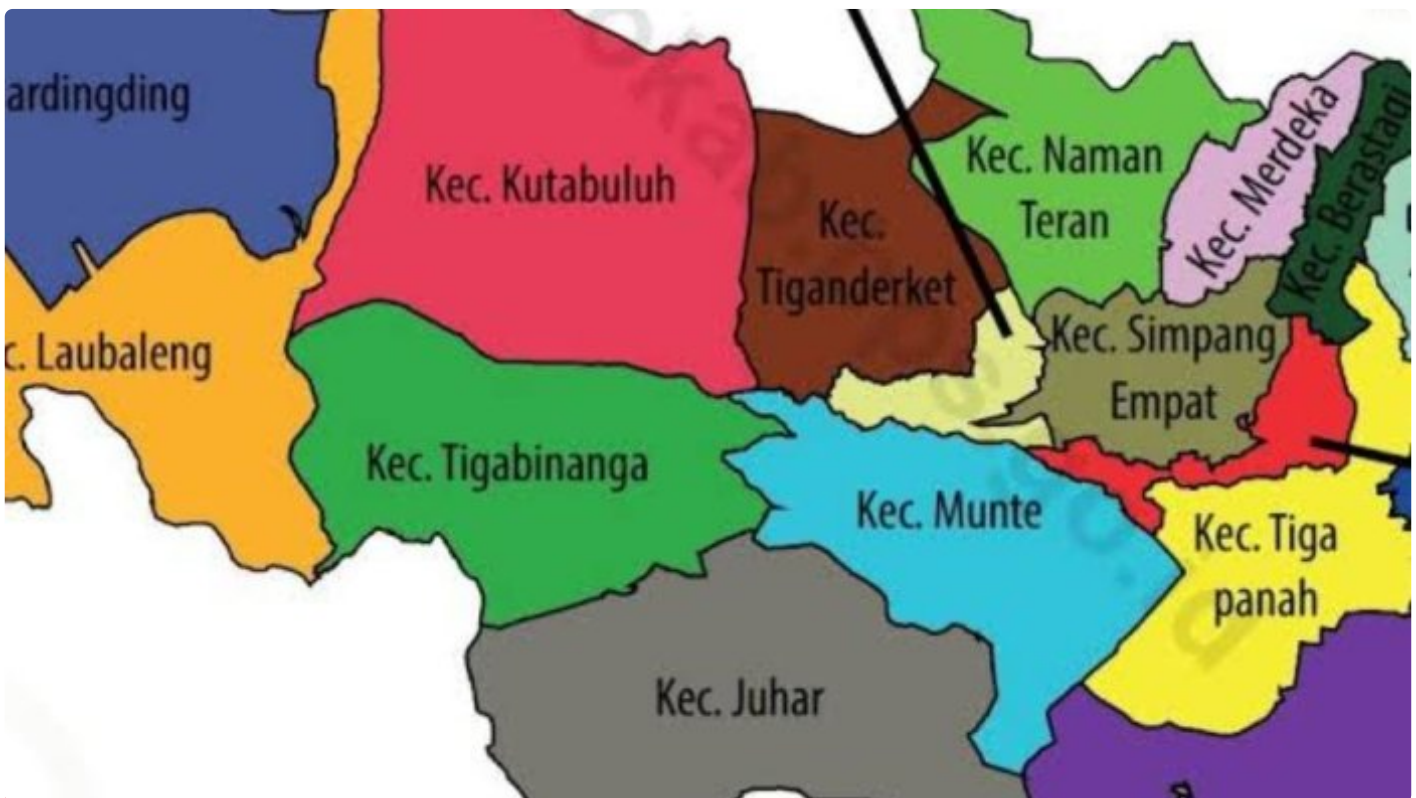 ardingding
Kec. Kutabuluh
Kec. Naman
Teran
Kec. Merdeka
Kec. Berastagi
Kec.
Tiganderket
c. Laubaleng
Kec. Simpang
Empat
Kec. Tigabinanga
Kec. Munte
Kec. Tiga
panah
Kec. Juhar